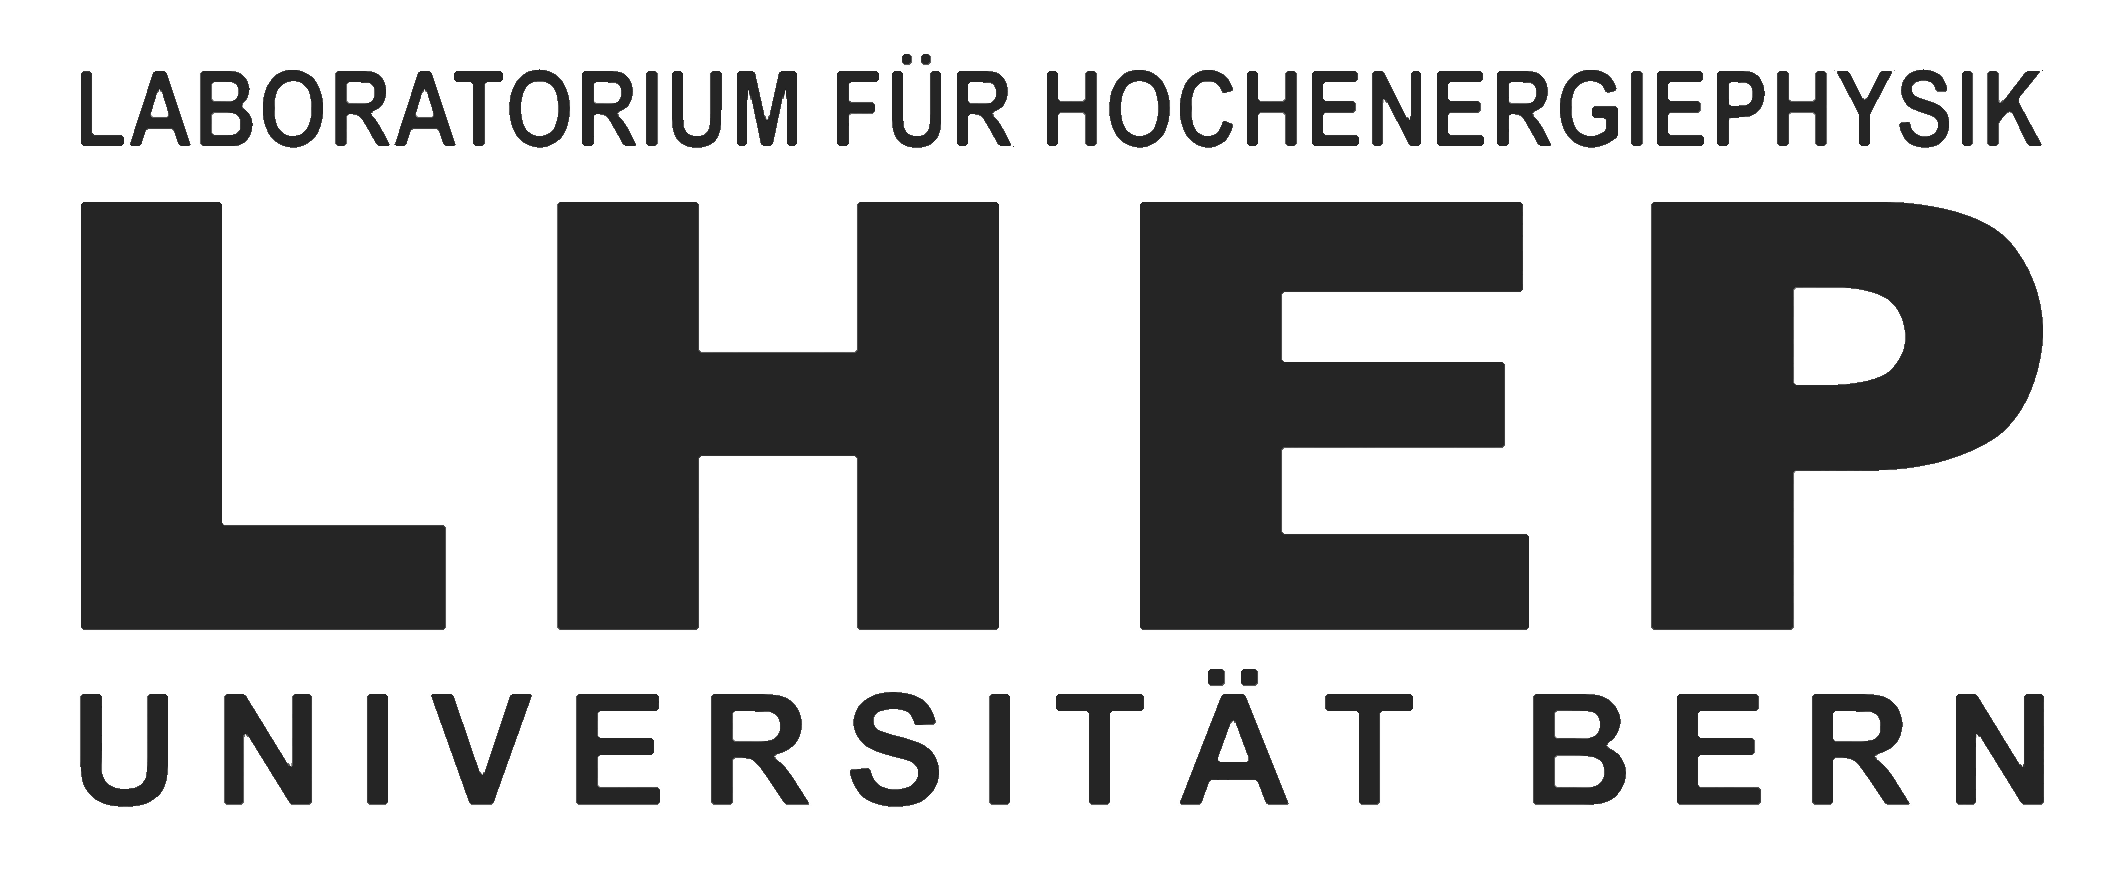 LABORATORIUM FÜR HOCHENERGIEPHYSIK
LHEP
UNIVERSITÄT BERN